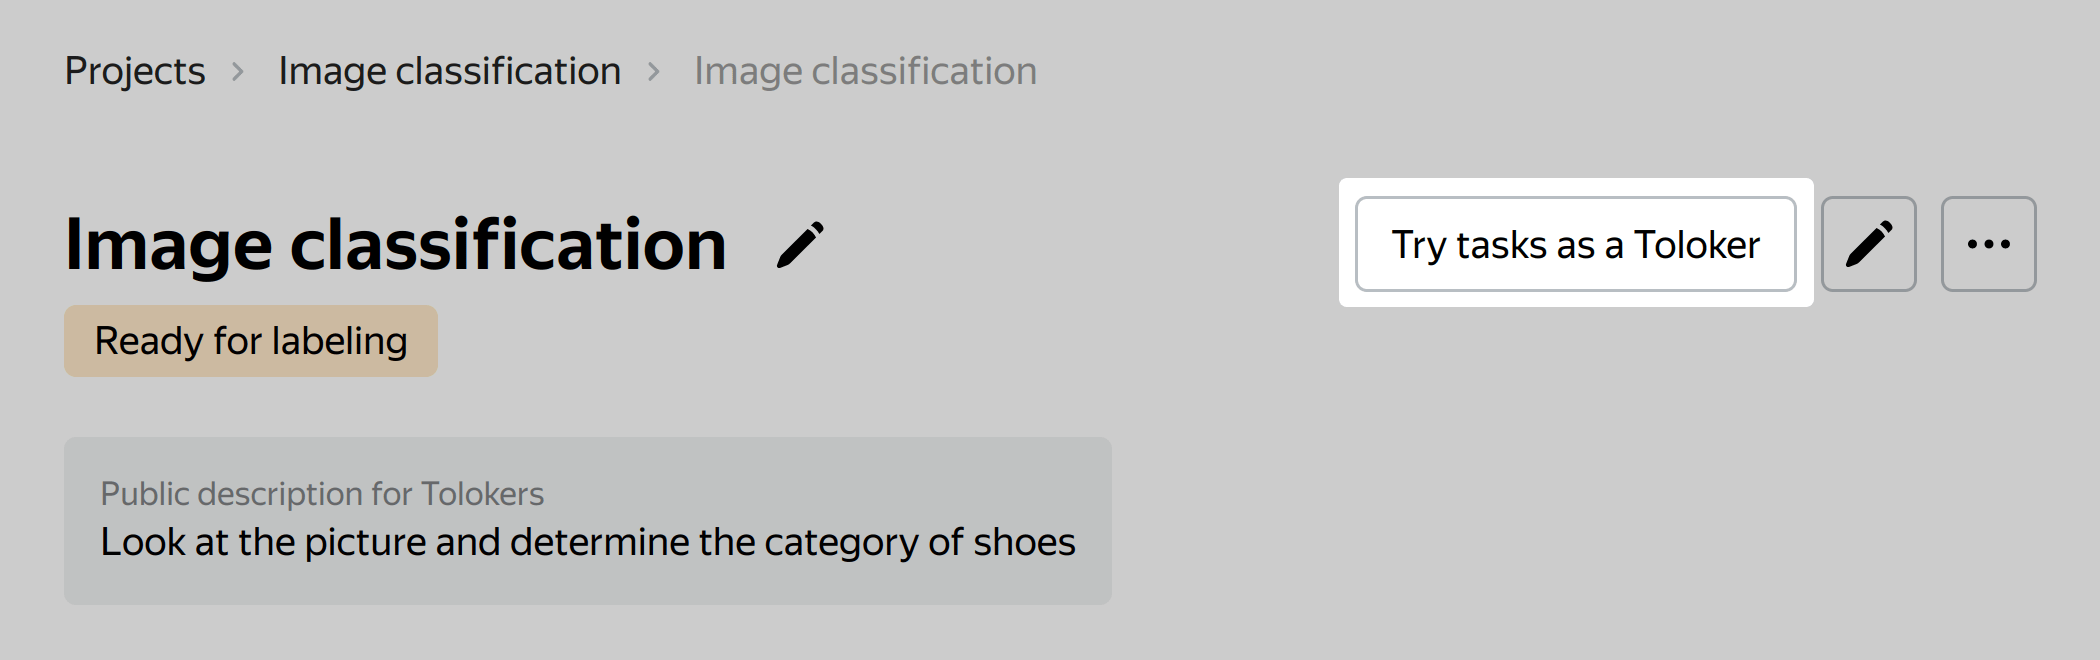 Projects > Image classification > Image classification
Image classification
Try tasks as a Toloker
Ready for labeling
Public description for Tolokers
Look at the picture and determine the category of shoes